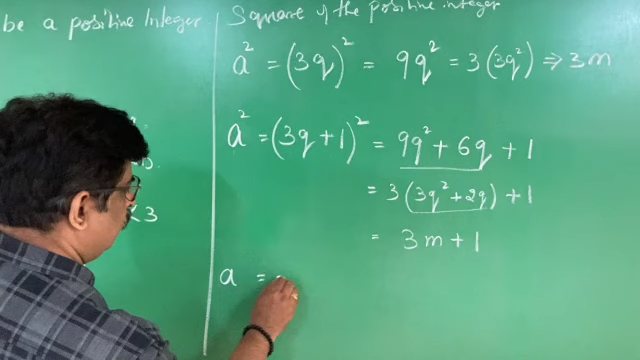 be a positive Integer
< 3
Square of the positive integer
a² = (3q)² = 9q² = 3(3q²) ⇒ 3m
a² = (3q + 1)² = 9q² + 6q + 1
= 3(3q² + 2q) + 1
= 3m + 1
a =